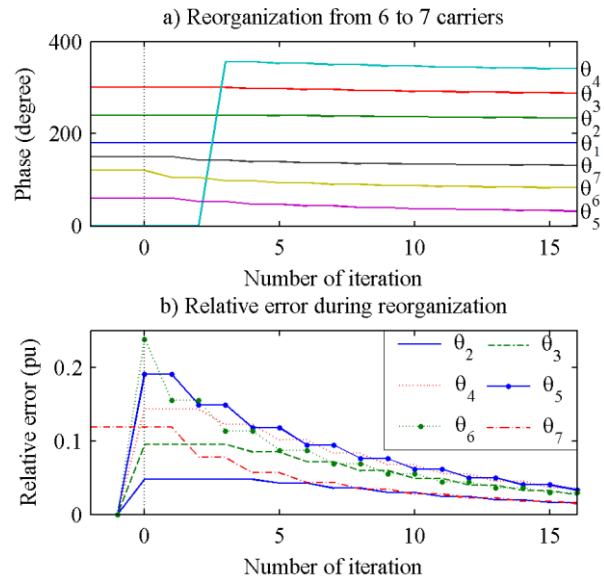 a) Reorganization from 6 to 7 carriers
400
200
0
Phase (degree)
θ4
θ3
θ2
θ1
θ7
θ6
θ5
0 5 10 15
Number of iteration
b) Relative error during reorganization
0.2
0.1
0
Relative error (pu)
θ2 θ3
θ4 θ5
θ6 θ7
0 5 10 15
Number of iteration